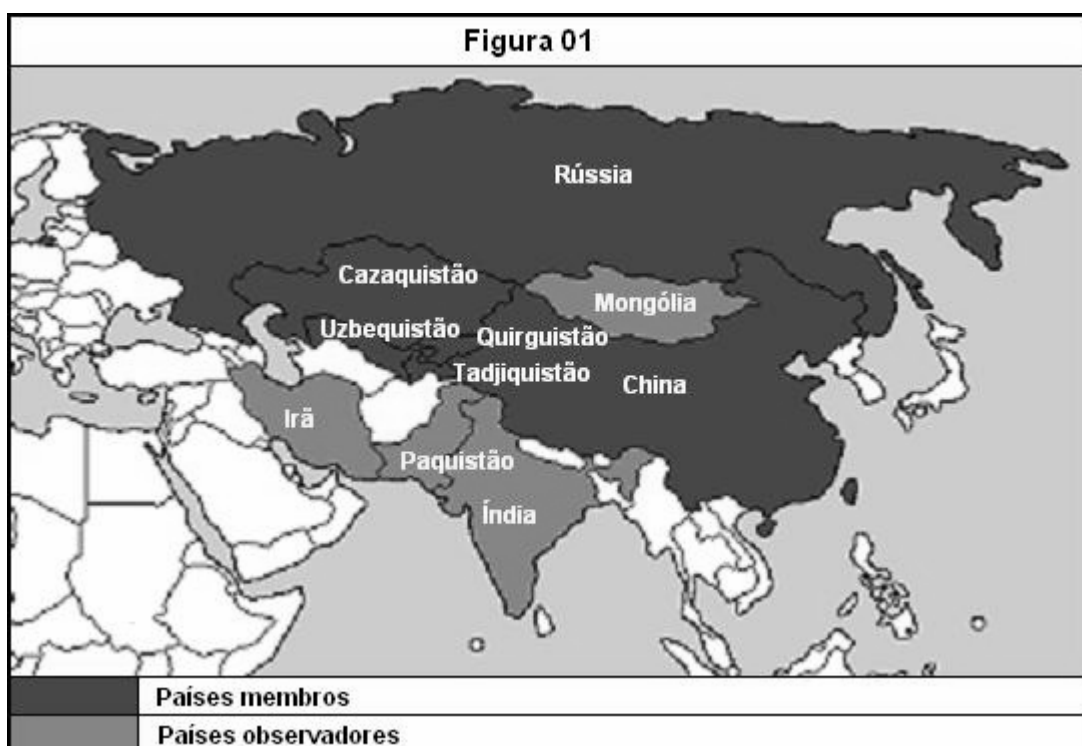 Figura 01
Rússia
Cazaquistão
Mongólia
Uzbequistão
Quirguistão
Tadjiquistão
China
Irã
Paquistão
Índia
Países membros
Países observadores